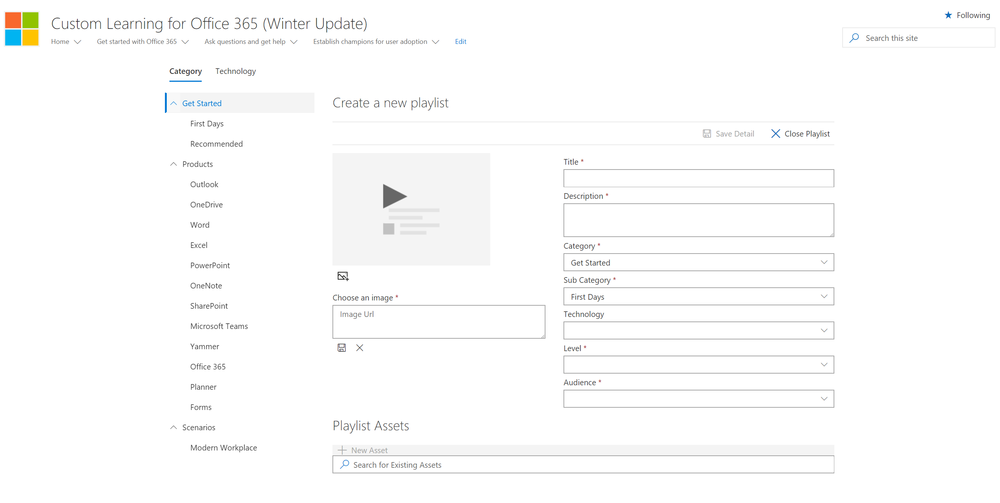 Custom Learning for Office 365 (Winter Update)
Following
Home
Get started with Office 365
Ask questions and get help
Establish champions for user adoption
Edit
Search this site
Category
Technology
Get Started
First Days
Recommended
Products
Outlook
OneDrive
Word
Excel
PowerPoint
OneNote
SharePoint
Microsoft Teams
Yammer
Office 365
Planner
Forms
Scenarios
Modern Workplace
Create a new playlist
Save Detail
Close Playlist
Choose an image *
Image Url
Title *
Description *
Category *
Get Started
Sub Category *
First Days
Technology
Level *
Audience *
Playlist Assets
New Asset
Search for Existing Assets